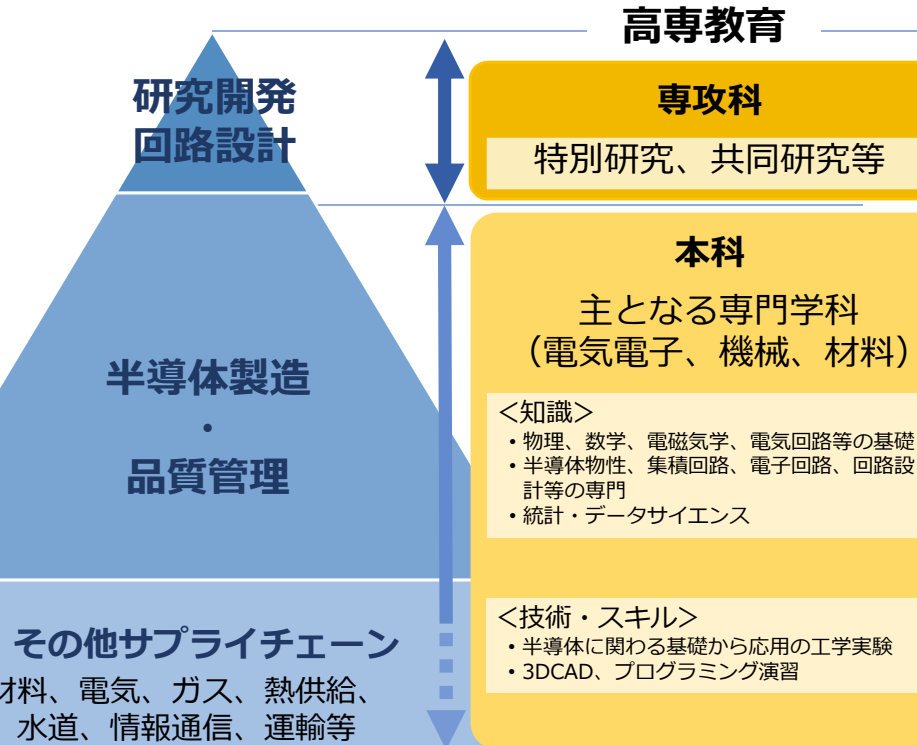 高専教育
研究開発
回路設計
専攻科
特別研究、共同研究等
本科
主となる専門学科
（電気電子、機械、材料）
半導体製造
・
品質管理
＜知識＞
・物理、数学、電磁気学、電気回路等の基礎
・半導体物性、集積回路、電子回路、回路設
計等の専門
・統計・データサイエンス
＜技術・スキル＞
・半導体に関わる基礎から応用の工学実験
・3DCAD、プログラミング演習
その他サプライチェーン
材料、電気、ガス、熱供給、
水道、情報通信、運輸等